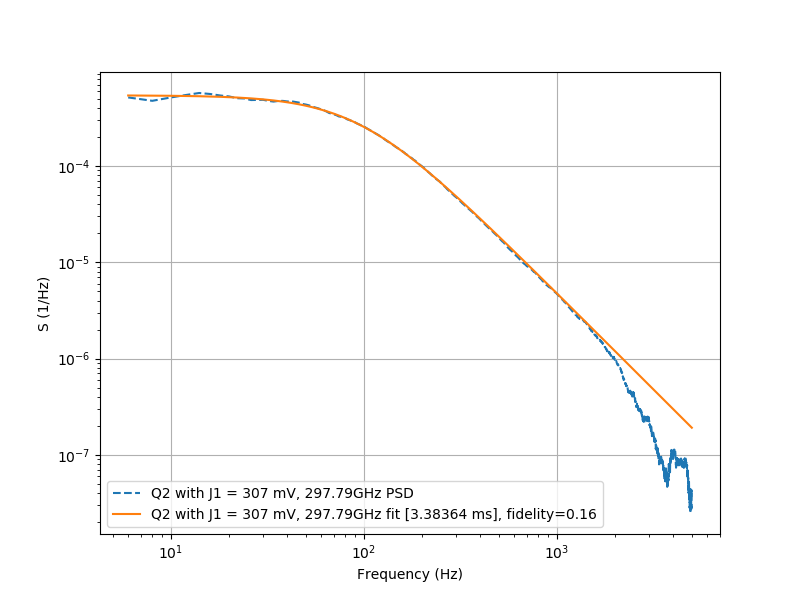 10⁻⁴
10⁻⁵
10⁻⁶
10⁻⁷
S (1/Hz)
Q2 with J1 = 307 mV, 297.79GHz PSD
Q2 with J1 = 307 mV, 297.79GHz fit [3.38364 ms], fidelity=0.16
10¹ 10² 10³
Frequency (Hz)